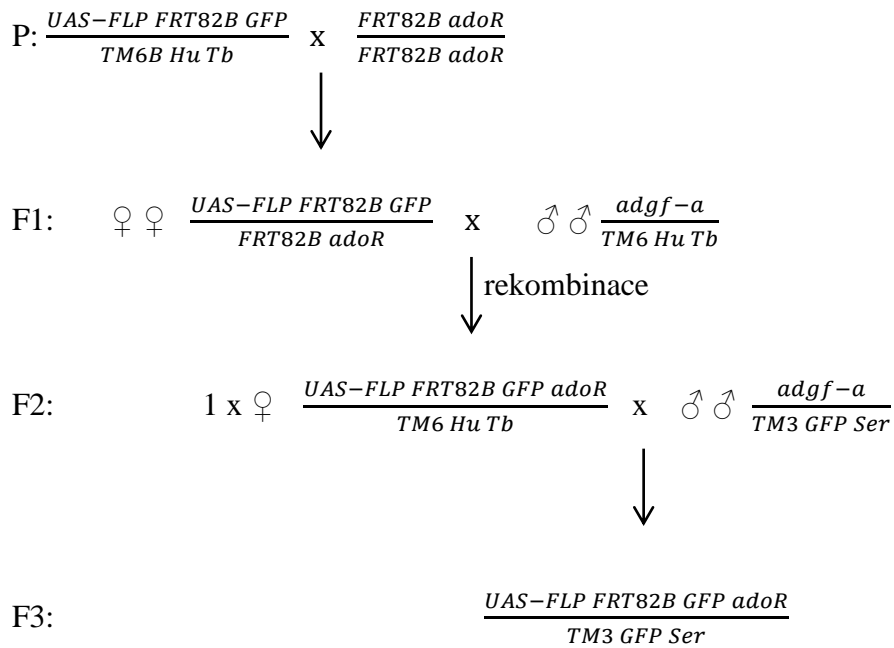 P: UAS−FLP FRT82B GFP / TM6B Hu Tb x FRT82B adoR / FRT82B adoR
F1: ♀♀ UAS−FLP FRT82B GFP / FRT82B adoR x ♂♂ adgf−a / TM6 Hu Tb
rekombinace
F2: 1 x ♀ UAS−FLP FRT82B GFP adoR / TM6 Hu Tb x ♂♂ adgf−a / TM3 GFP Ser
F3: UAS−FLP FRT82B GFP adoR / TM3 GFP Ser